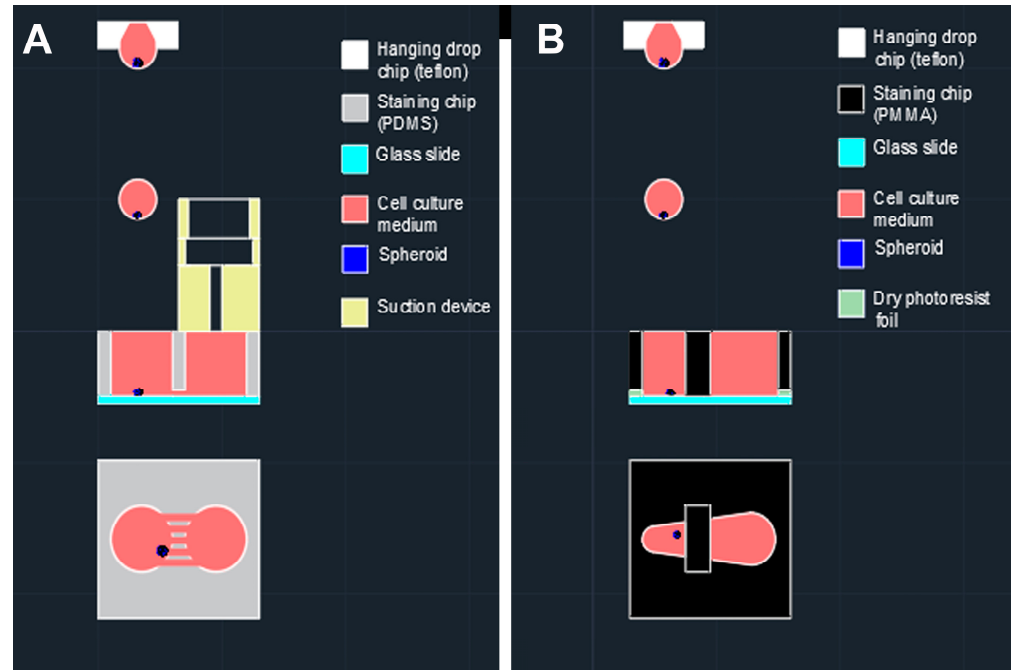 A
Hanging drop
chip (teflon)
Staining chip
(PDMS)
Glass slide
Cell culture
medium
Spheroid
Suction device
B
Hanging drop
chip (teflon)
Staining chip
(PMMA)
Glass slide
Cell culture
medium
Spheroid
Dry photoresist
foil